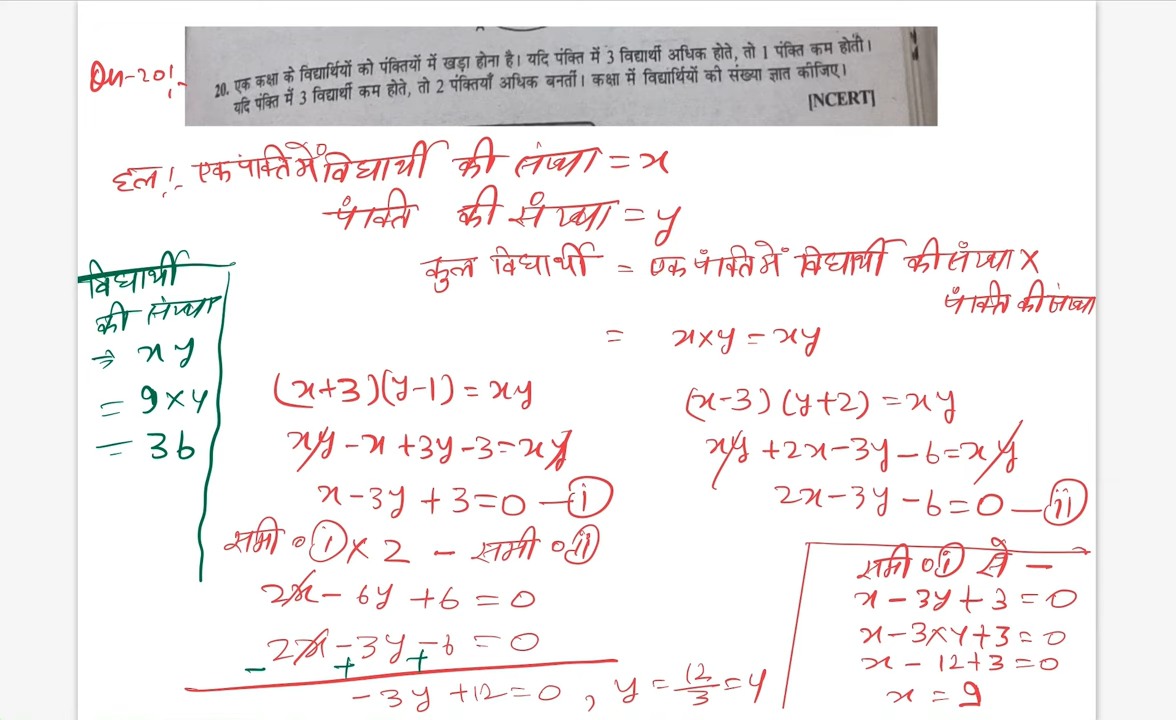 Qn-20!-
20. एक कक्षा के विद्यार्थियों को पंक्तियों में खड़ा होना है। यदि पंक्ति में 3 विद्यार्थी अधिक होते, तो 1 पंक्ति कम होती।
यदि पंक्ति में 3 विद्यार्थी कम होते, तो 2 पंक्तियाँ अधिक बनतीं। कक्षा में विद्यार्थियों की संख्या ज्ञात कीजिए।
[NCERT]
हल!- एक पंक्ति में विद्यार्थी की संख्या = x
पंक्ति की संख्या = y
कुल विद्यार्थी = एक पंक्ति में विद्यार्थी की संख्या ×
पंक्ति की संख्या
= x×y = xy
(x+3)(y-1) = xy
xy - x + 3y - 3 = xy
x - 3y + 3 = 0 — (i)
(x-3)(y+2) = xy
xy + 2x - 3y - 6 = xy
2x - 3y - 6 = 0 — (ii)
समी० (i) × 2 - समी० (ii)
2x - 6y + 6 = 0
2x - 3y - 6 = 0
- + +
-3y + 12 = 0 , y = 12/3 = 4
समी० (i) से —
x - 3y + 3 = 0
x - 3×4 + 3 = 0
x - 12 + 3 = 0
x = 9
विद्यार्थी
की संख्या
⇒ x y
= 9 × 4
= 36